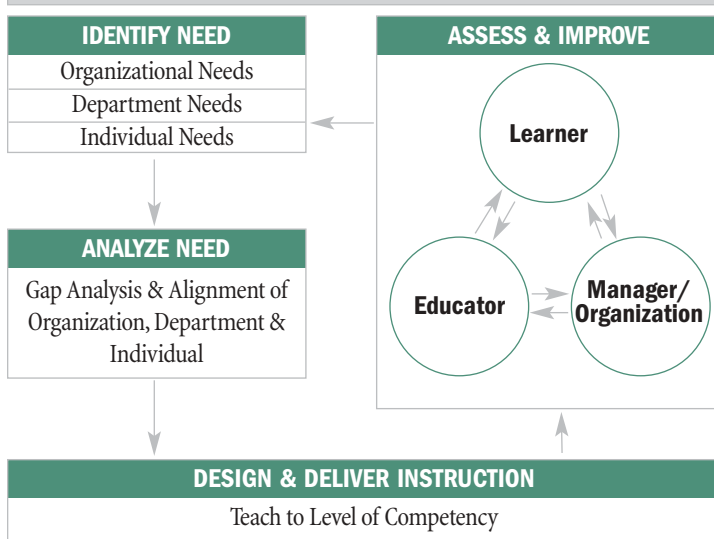 IDENTIFY NEED
Organizational Needs
Department Needs
Individual Needs
ANALYZE NEED
Gap Analysis & Alignment of
Organization, Department &
Individual
ASSESS & IMPROVE
Learner
Educator
Manager/
Organization
DESIGN & DELIVER INSTRUCTION
Teach to Level of Competency